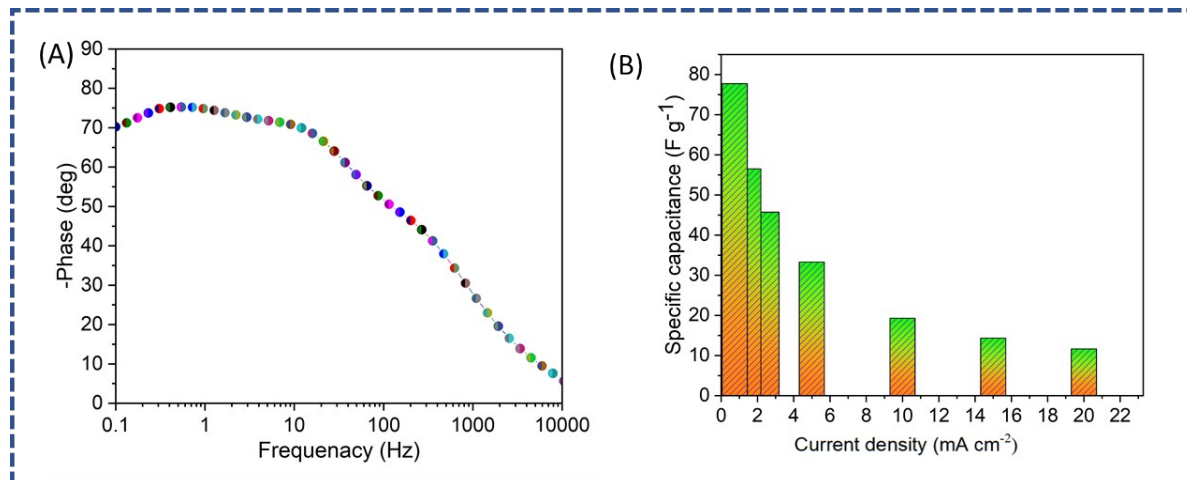 (A)
90
80
70
60
50
40
30
20
10
0
-Phase (deg)
0.1 1 10 100 1000 10000
Frequenacy (Hz)
(B)
80
70
60
50
40
30
20
10
0
Specific capacitance (F g⁻¹)
0 2 4 6 8 10 12 14 16 18 20 22
Current density (mA cm⁻²)